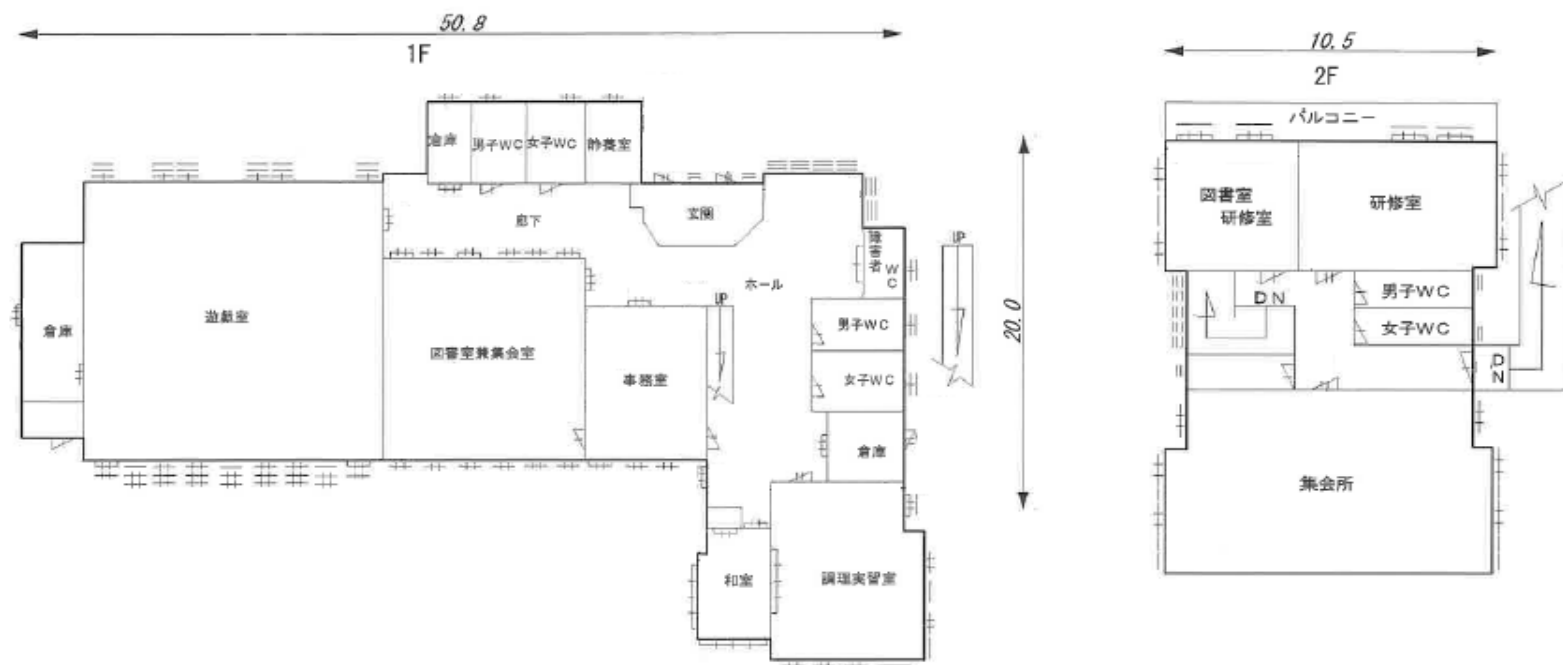 50.8
1F
10.5
2F
バルコニー
倉庫
男子WC
女子WC
静養室
図書室
研修室
研修室
玄関
廊下
障害者
WC
UP
ホール
UP
DN
男子WC
女子WC
20.0
倉庫
遊戯室
男子WC
図書室兼集会室
事務室
女子WC
DN
倉庫
集会所
和室
調理実習室